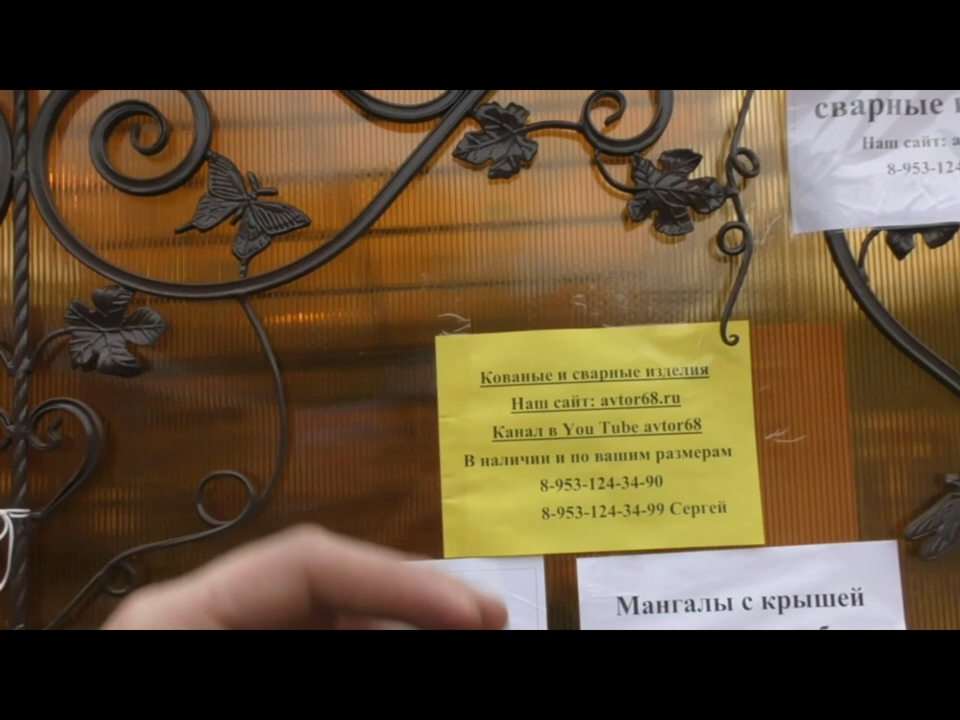 сварные
Наш сайт:
8-953-124
Кованые и сварные изделия
Наш сайт: avtor68.ru
Канал в You Tube avtor68
В наличии и по вашим размерам
8-953-124-34-90
8-953-124-34-99 Сергей
Мангалы с крышей